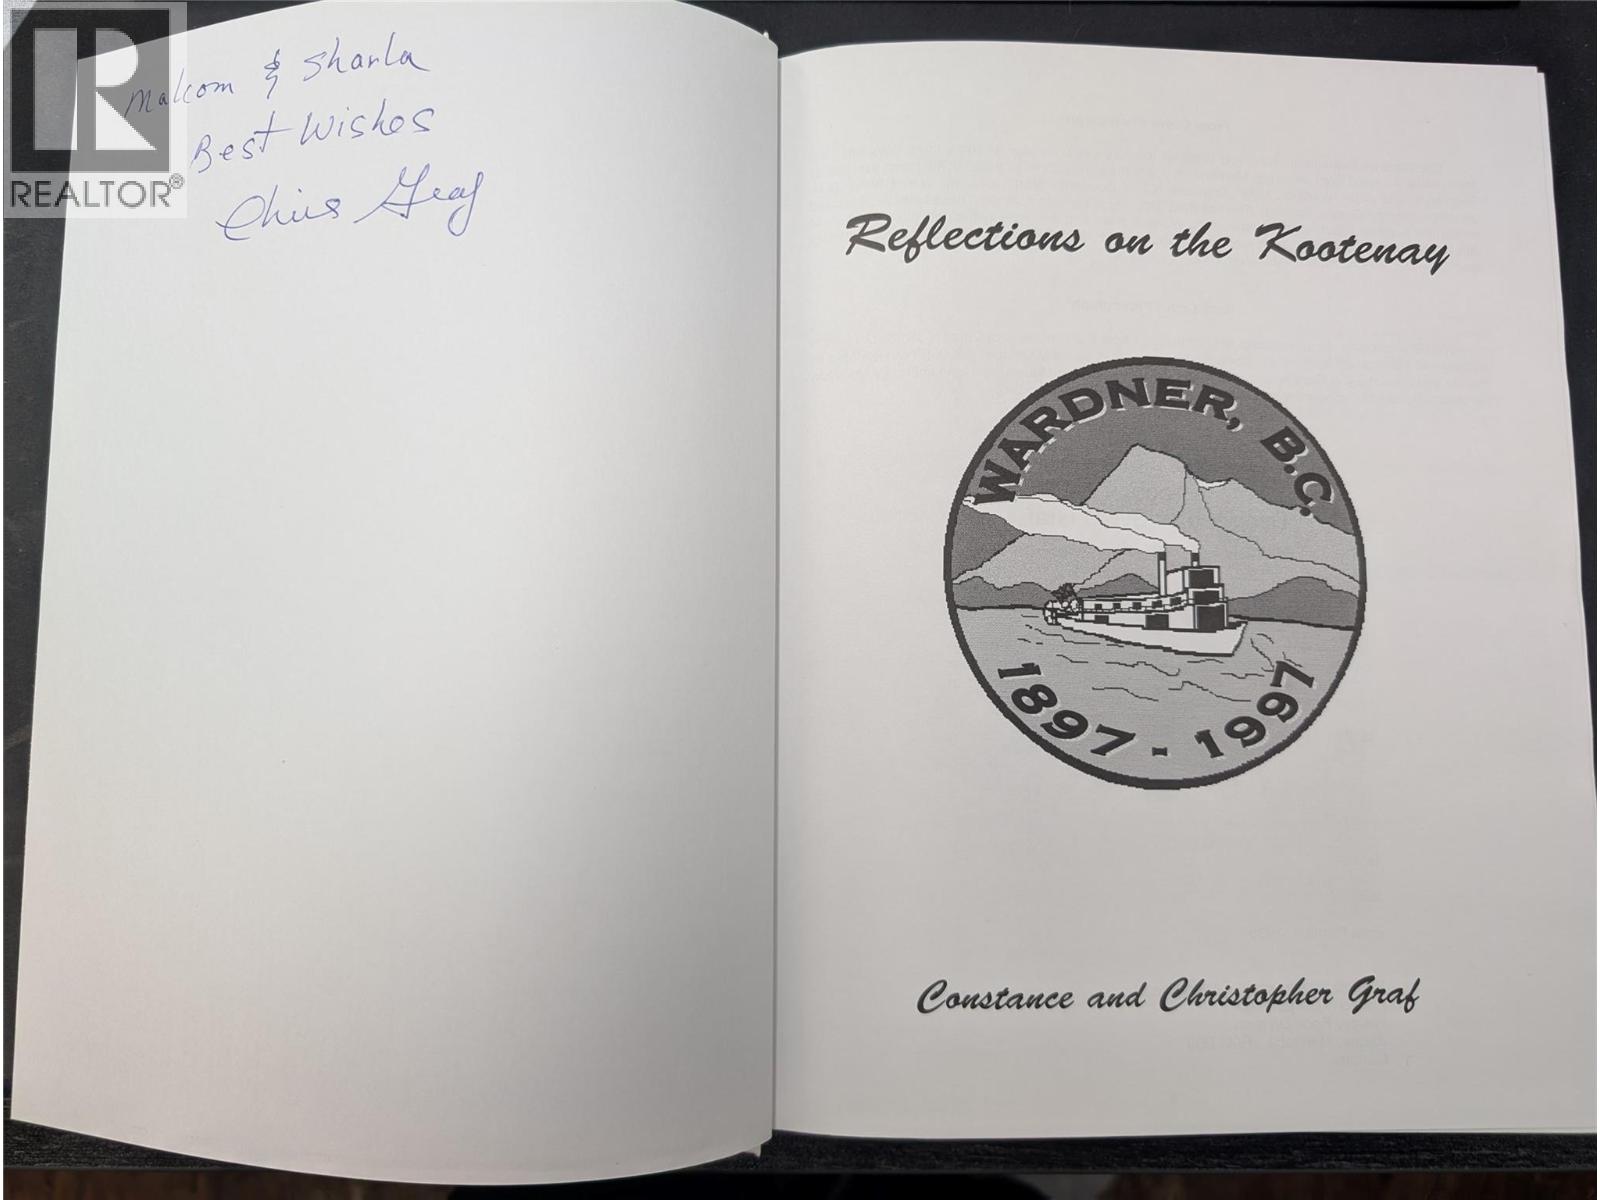 REALTOR®
Malcom & Sharla
Best Wishes
Chris Graf
Reflections on the Kootenay
WARDNER, B.C.
1897 - 1997
Constance and Christopher Graf